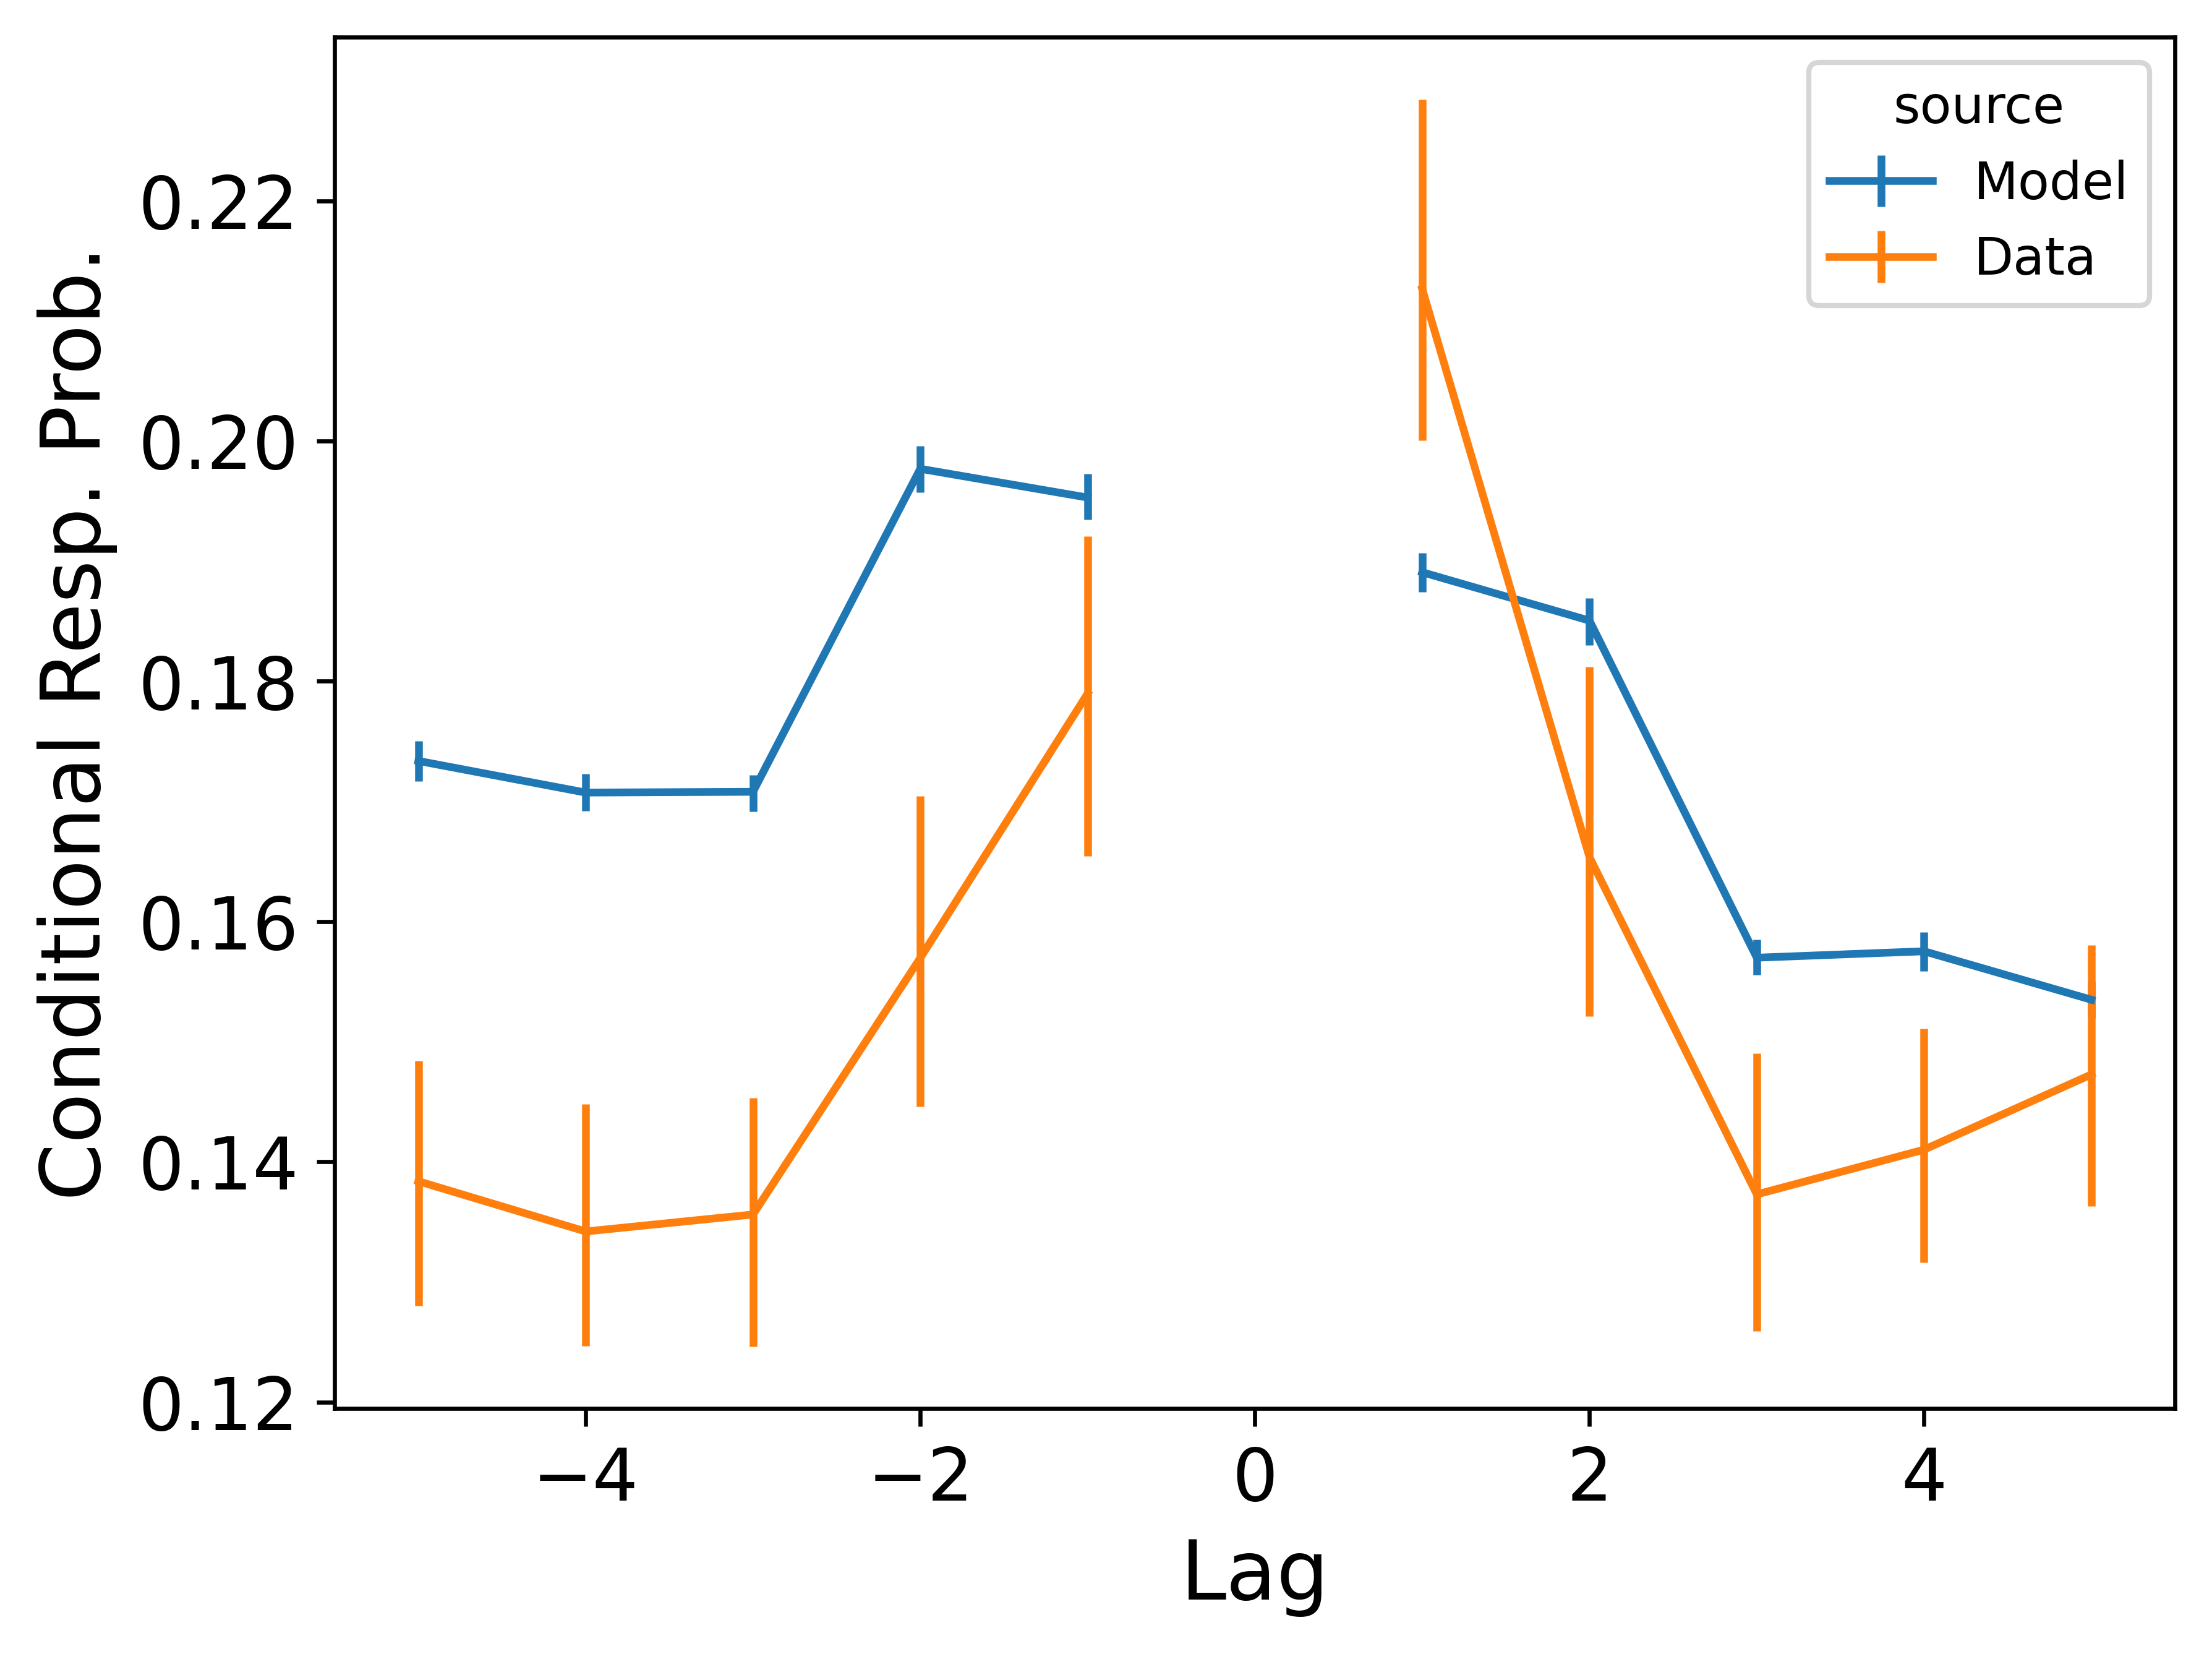 source
Model
Data
Conditional Resp. Prob.
0.22
0.20
0.18
0.16
0.14
0.12
−4
−2
0
2
4
Lag